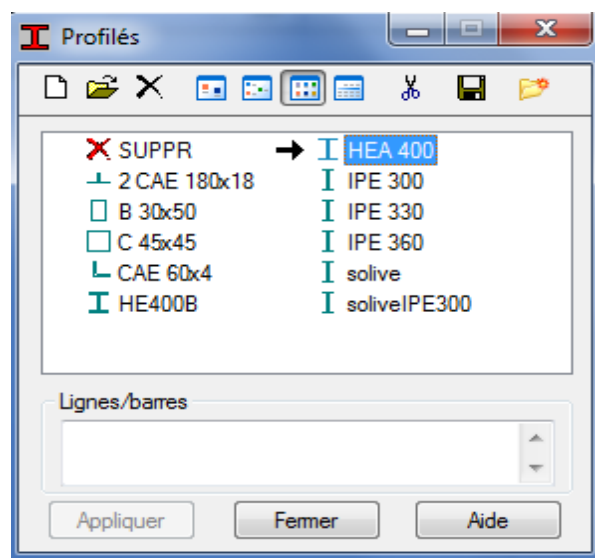 Profilés
SUPPR
2 CAE 180x18
B 30x50
C 45x45
CAE 60x4
HE400B
HEA 400
IPE 300
IPE 330
IPE 360
solive
soliveIPE300
Lignes/barres
Appliquer
Fermer
Aide